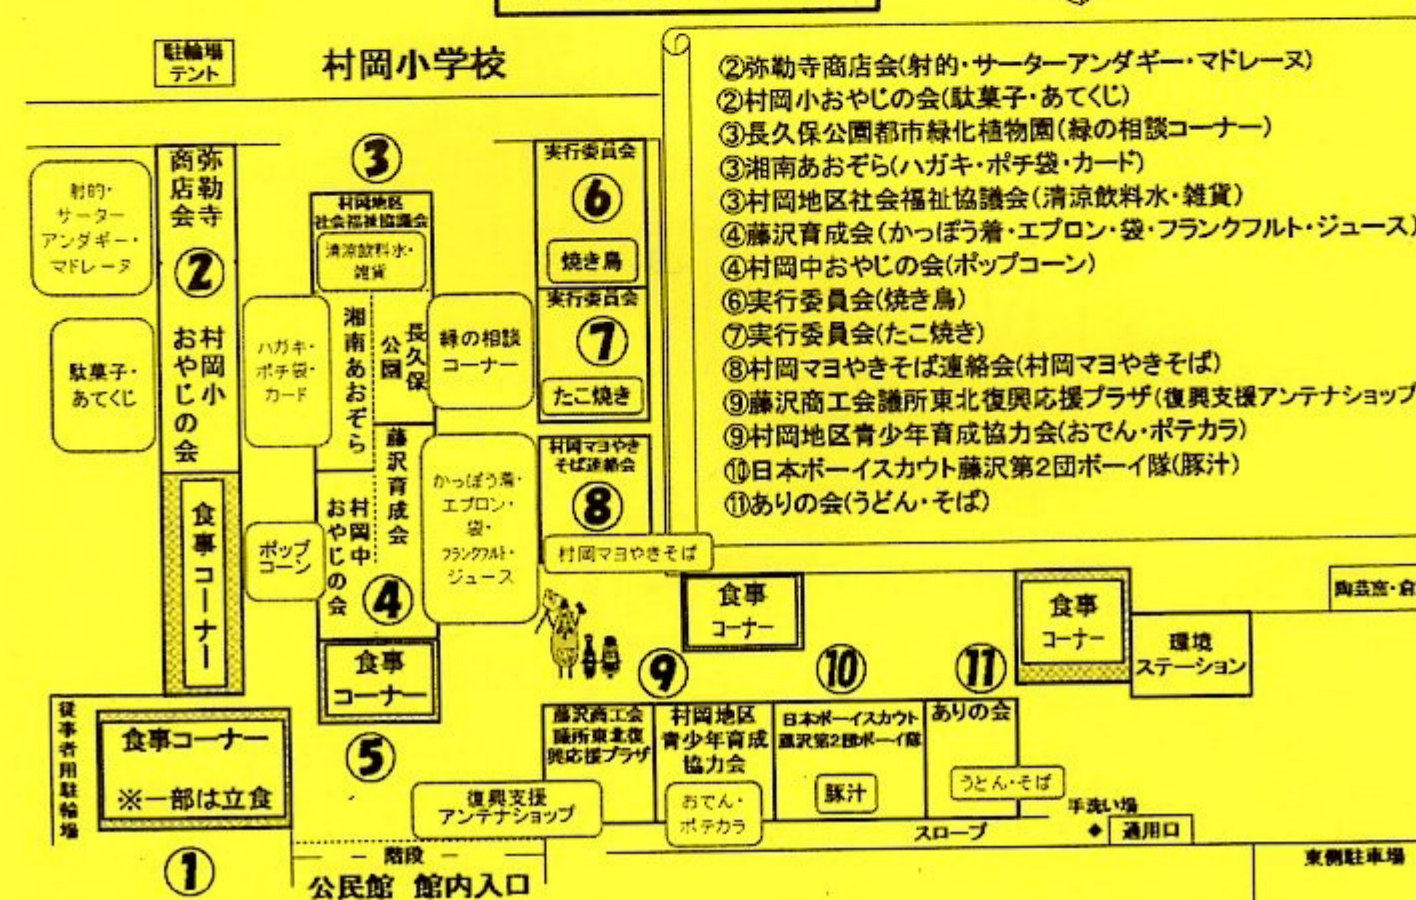 駐輪場
テント
村岡小学校
②弥勒寺商店会(射的・サーターアンダギー・マドレーヌ)
②村岡小おやじの会(駄菓子・あてくじ)
③長久保公園都市緑化植物園(緑の相談コーナー)
③湘南あおぞら(ハガキ・ポチ袋・カード)
③村岡地区社会福祉協議会(清涼飲料水・雑貨)
④藤沢育成会(かっぽう着・エプロン・袋・フランクフルト・ジュース)
④村岡中おやじの会(ポップコーン)
⑥実行委員会(焼き鳥)
⑦実行委員会(たこ焼き)
⑧村岡マヨやきそば連絡会(村岡マヨやきそば)
⑨藤沢商工会議所東北復興応援プラザ(復興支援アンテナショップ
⑨村岡地区青少年育成協力会(おでん・ポテカラ)
⑩日本ボーイスカウト藤沢第2団ボーイ隊(豚汁)
⑪ありの会(うどん・そば)
射的・
サーター
アンダギー・
マドレーヌ
弥勒寺
商店会
②
村岡小
おやじの会
駄菓子・
あてくじ
食事コーナー
③
村岡地区
社会福祉協議会
清涼飲料水・
雑貨
湘南あおぞら
ハガキ・
ポチ袋・
カード
長久保
公園
緑の相談
コーナー
藤沢育成会
かっぽう着・
エプロン・
袋・
フランクフルト・
ジュース
村岡中
おやじの会
ポップ
コーン
④
食事
コーナー
⑤
実行委員会
⑥
焼き鳥
実行委員会
⑦
たこ焼き
村岡マヨやき
そば連絡会
⑧
村岡マヨやきそば
食事
コーナー
食事
コーナー
陶芸窯・倉
環境
ステーション
⑨
⑩
⑪
藤沢商工会
議所東北復
興応援プラザ
復興支援
アンテナショップ
村岡地区
青少年育成
協力会
おでん・
ポテカラ
日本ボーイスカウト
藤沢第2団ボーイ隊
豚汁
ありの会
うどん・そば
従事者用駐輪場
食事コーナー
※一部は立食
①
階段
公民館 館内入口
スロープ
手洗い場
◆
通用口
東側駐車場